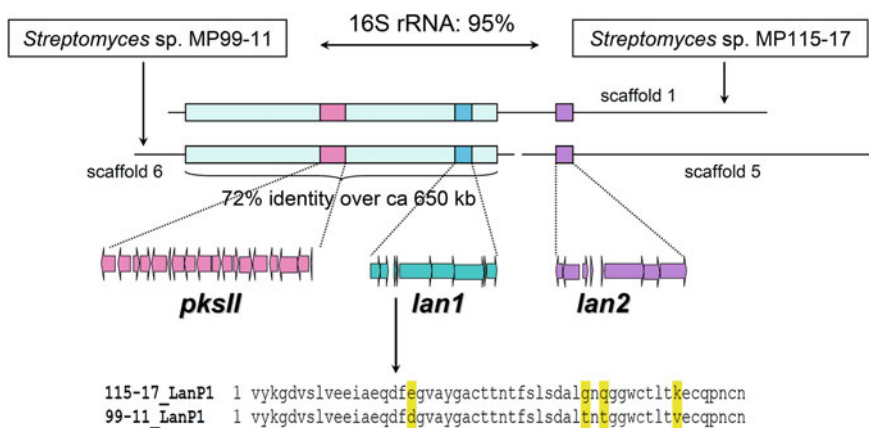 16S rRNA: 95%
Streptomyces sp. MP99-11
Streptomyces sp. MP115-17
scaffold 1
scaffold 6
scaffold 5
72% identity over ca 650 kb
pksII
lan1
lan2
115-17_LanP1 1 vykgdvslveeiaeqdfegvaygacttntfslsdalgnqggwctltkecqpncn
99-11_LanP1 1 vykgdvslveeiaeqdfdgvaygacttntfslsdaltntggwctltvecqpncn